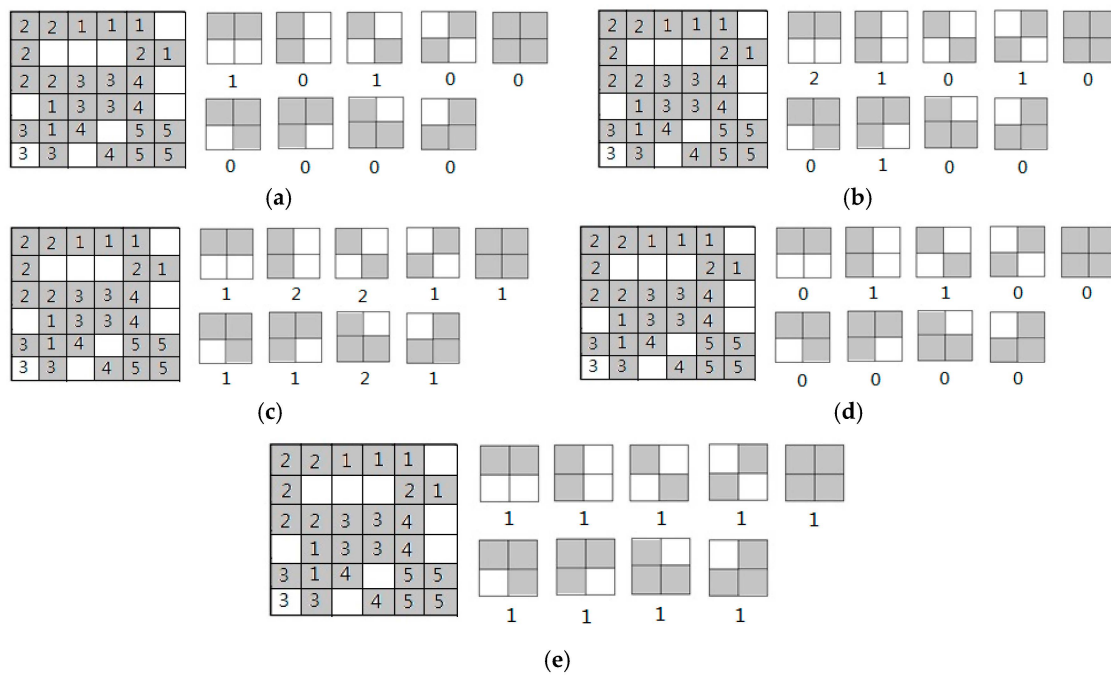 2 2 1 1 1
2 2 1
2 2 3 3 4
1 3 3 4
3 1 4 5 5
3 3 4 5 5
1 0 1 0 0
0 0 0 0
(a)
2 2 1 1 1
2 2 1
2 2 3 3 4
1 3 3 4
3 1 4 5 5
3 3 4 5 5
2 1 0 1 0
0 1 0 0
(b)
2 2 1 1 1
2 2 1
2 2 3 3 4
1 3 3 4
3 1 4 5 5
3 3 4 5 5
1 2 2 1 1
1 1 2 1
(c)
2 2 1 1 1
2 2 1
2 2 3 3 4
1 3 3 4
3 1 4 5 5
3 3 4 5 5
0 1 1 0 0
0 0 0 0
(d)
2 2 1 1 1
2 2 1
2 2 3 3 4
1 3 3 4
3 1 4 5 5
3 3 4 5 5
1 1 1 1 1
1 1 1 1
(e)